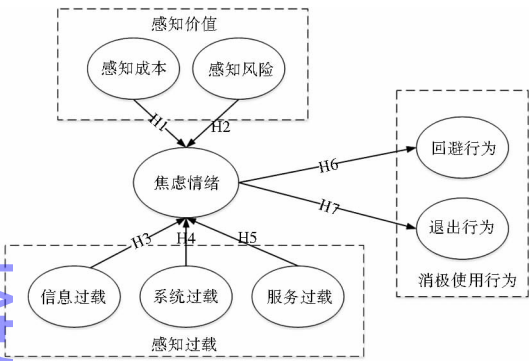 感知价值
感知成本
感知风险
H1
H2
焦虑情绪
H6
H7
回避行为
退出行为
消极使用行为
H3
H4
H5
信息过载
系统过载
服务过载
感知过载